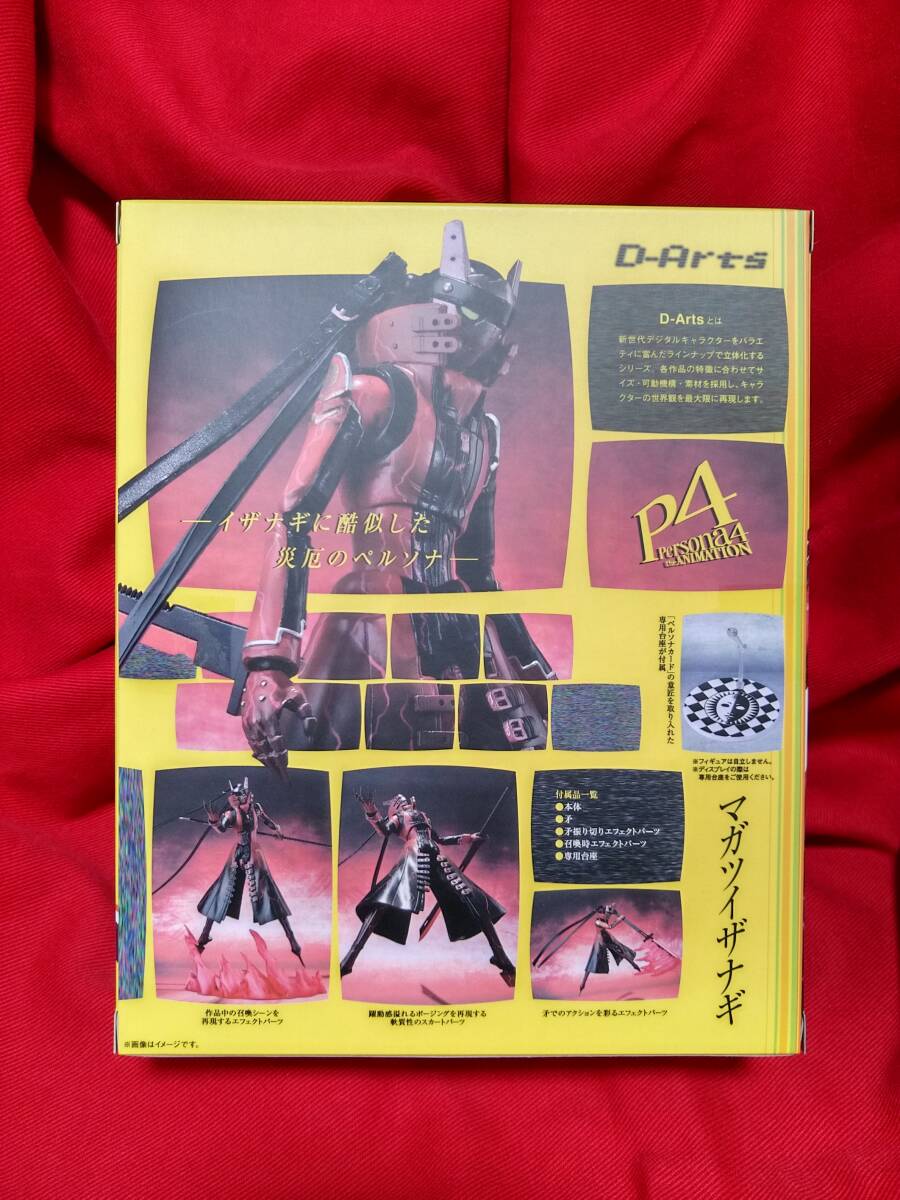 D-Arts
D-Artsとは
新世代デジタルキャラクターをバラエ
ティに富んだラインナップで立体化する
シリーズ。各作品の特徴に合わせてサ
イズ・可動機構・素材を採用し、キャラ
クターの世界観を最大限に再現します。
P4
Persona4
the ANIMATION
―イザナギに酷似した
災厄のペルソナ―
「ペルソナカード」の意匠を取り入れた
専用台座が付属
※フィギュアは自立しません。
※ディスプレイの際は
専用台座をご使用ください。
マガツイザナギ
付属品一覧
●本体
●矛
●矛振り切りエフェクトパーツ
●召喚時エフェクトパーツ
●専用台座
作品中の召喚シーンを
再現するエフェクトパーツ
躍動感溢れるポージングを再現する
軟質性のスカートパーツ
矛でのアクションを彩るエフェクトパーツ
※画像はイメージです。